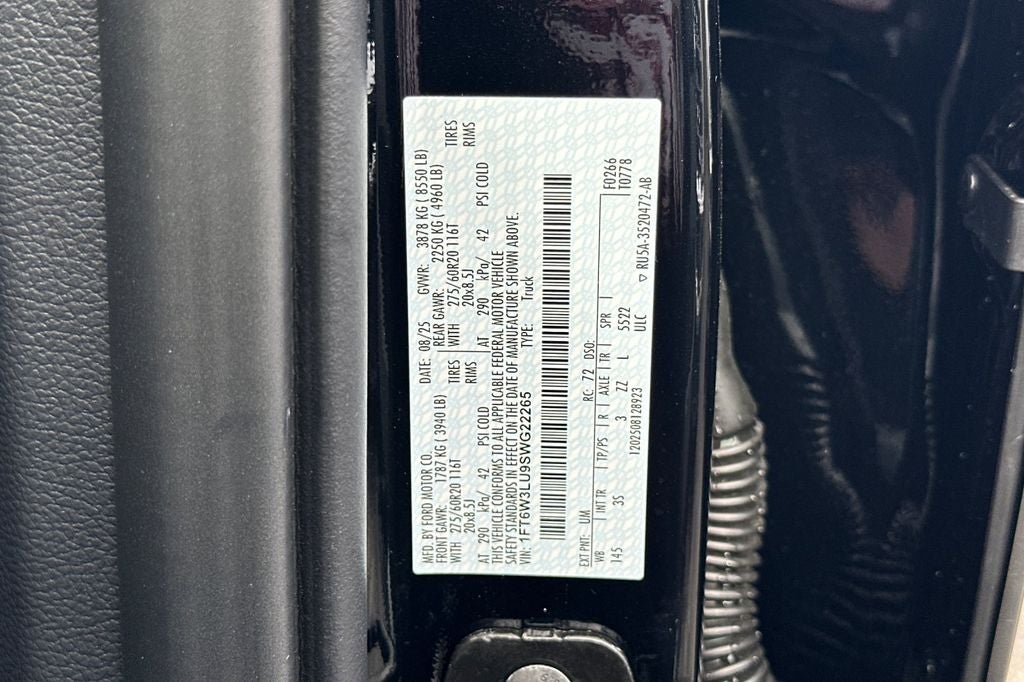 MFD. BY FORD MOTOR CO.
DATE: 08/25 GVWR: 3878 KG ( 8550 LB)
FRONT GAWR: 1787 KG ( 3940 LB) REAR GAWR: 2250 KG ( 4960 LB)
WITH 275/60R20 116T TIRES WITH 275/60R20 116T TIRES
20x8.5J RIMS 20x8.5J RIMS
AT 290 kPa/ 42 PSI COLD AT 290 kPa/ 42 PSI COLD
THIS VEHICLE CONFORMS TO ALL APPLICABLE FEDERAL MOTOR VEHICLE
SAFETY STANDARDS IN EFFECT ON THE DATE OF MANUFACTURE SHOWN ABOVE.
VIN: 1FT6W3LU9SWG22265 TYPE: Truck
EXT PNT: UM RC: 72 DSO: F0266
WB INT TR TP/PS R AXLE TR SPR T0778
145 3S 3 ZZ L 5522
ULC
1202508128923 ▽ RU5A-3520472-AB